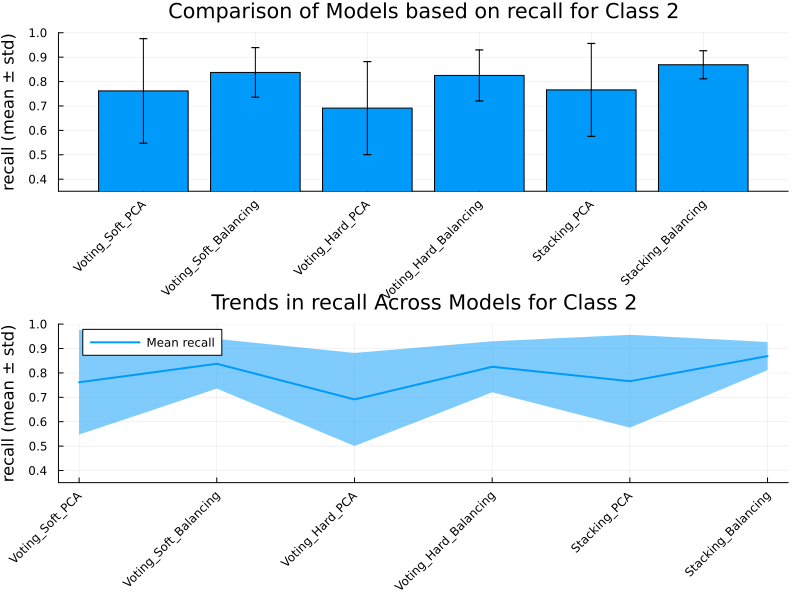 Comparison of Models based on recall for Class 2
recall (mean ± std)
1.0
0.9
0.8
0.7
0.6
0.5
0.4
Voting_Soft_PCA
Voting_Soft_Balancing
Voting_Hard_PCA
Voting_Hard_Balancing
Stacking_PCA
Stacking_Balancing
Trends in recall Across Models for Class 2
recall (mean ± std)
1.0
0.9
0.8
0.7
0.6
0.5
0.4
Mean recall
Voting_Soft_PCA
Voting_Soft_Balancing
Voting_Hard_PCA
Voting_Hard_Balancing
Stacking_PCA
Stacking_Balancing